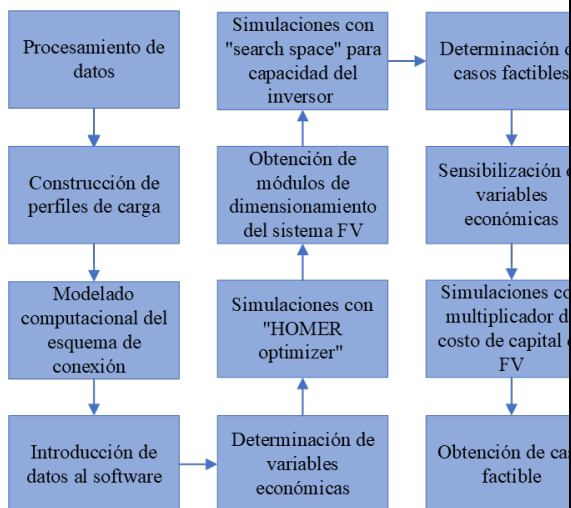 Procesamiento de
datos
Construcción de
perfiles de carga
Modelado
computacional del
esquema de
conexión
Introducción de
datos al software
Determinación de
variables
económicas
Simulaciones con
"HOMER
optimizer"
Obtención de
módulos de
dimensionamiento
del sistema FV
Simulaciones con
"search space" para
capacidad del
inversor
Determinación
casos factibles
Sensibilización
variables
económicas
Simulaciones
multiplicador
costo de capital
FV
Obtención de
factible